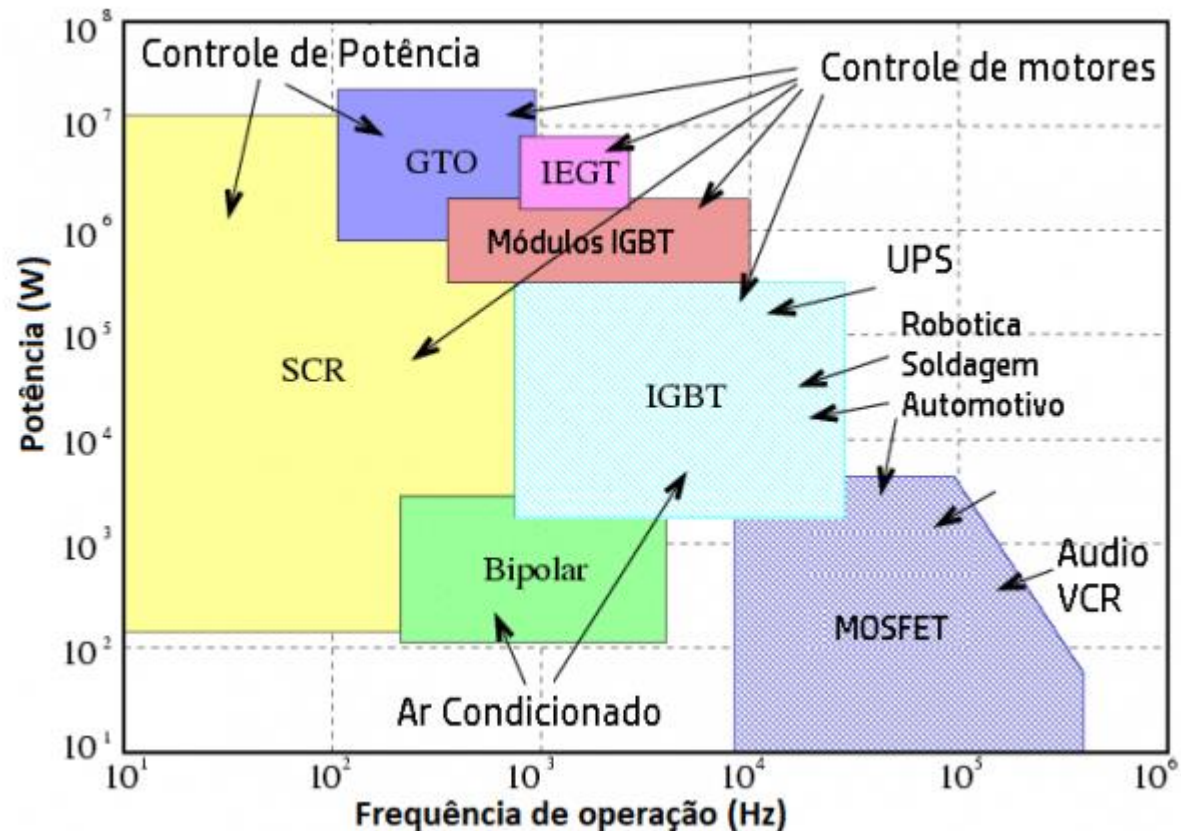 Controle de Potência
Controle de motores
GTO
IEGT
Módulos IGBT
UPS
Robotica
Soldagem
Automotivo
SCR
IGBT
Bipolar
Audio
VCR
MOSFET
Ar Condicionado
Potência (W)
10⁸
10⁷
10⁶
10⁵
10⁴
10³
10²
10¹
10¹ 10² 10³ 10⁴ 10⁵ 10⁶
Frequência de operação (Hz)